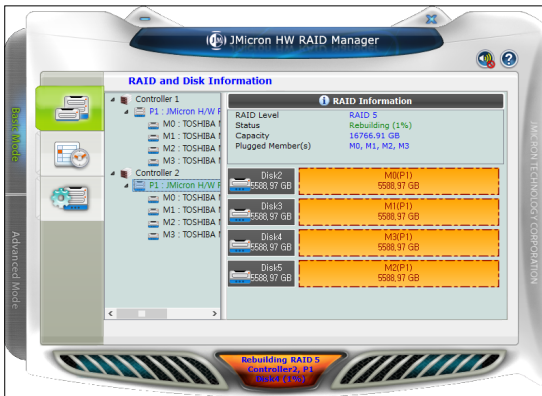 JMicron HW RAID Manager
RAID and Disk Information
Basic Mode
Advanced Mode
Controller 1
P1 : JMicron H/W R
M0 : TOSHIBA
M1 : TOSHIBA
M2 : TOSHIBA
M3 : TOSHIBA
Controller 2
P1 : JMicron H/W R
M0 : TOSHIBA
M1 : TOSHIBA
M2 : TOSHIBA
M3 : TOSHIBA
RAID Information
RAID Level RAID 5
Status Rebuilding (1%)
Capacity 16766.91 GB
Plugged Member(s) M0, M1, M2, M3
Disk2 M0(P1)
5588,97 GB 5588,97 GB
Disk3 M1(P1)
5588,97 GB 5588,97 GB
Disk4 M3(P1)
5588,97 GB 5588,97 GB
Disk5 M2(P1)
5588,97 GB 5588,97 GB
JMICRON TECHNOLOGY CORPORATION
Rebuilding RAID 5
Controller2, P1
Disk4 (1%)